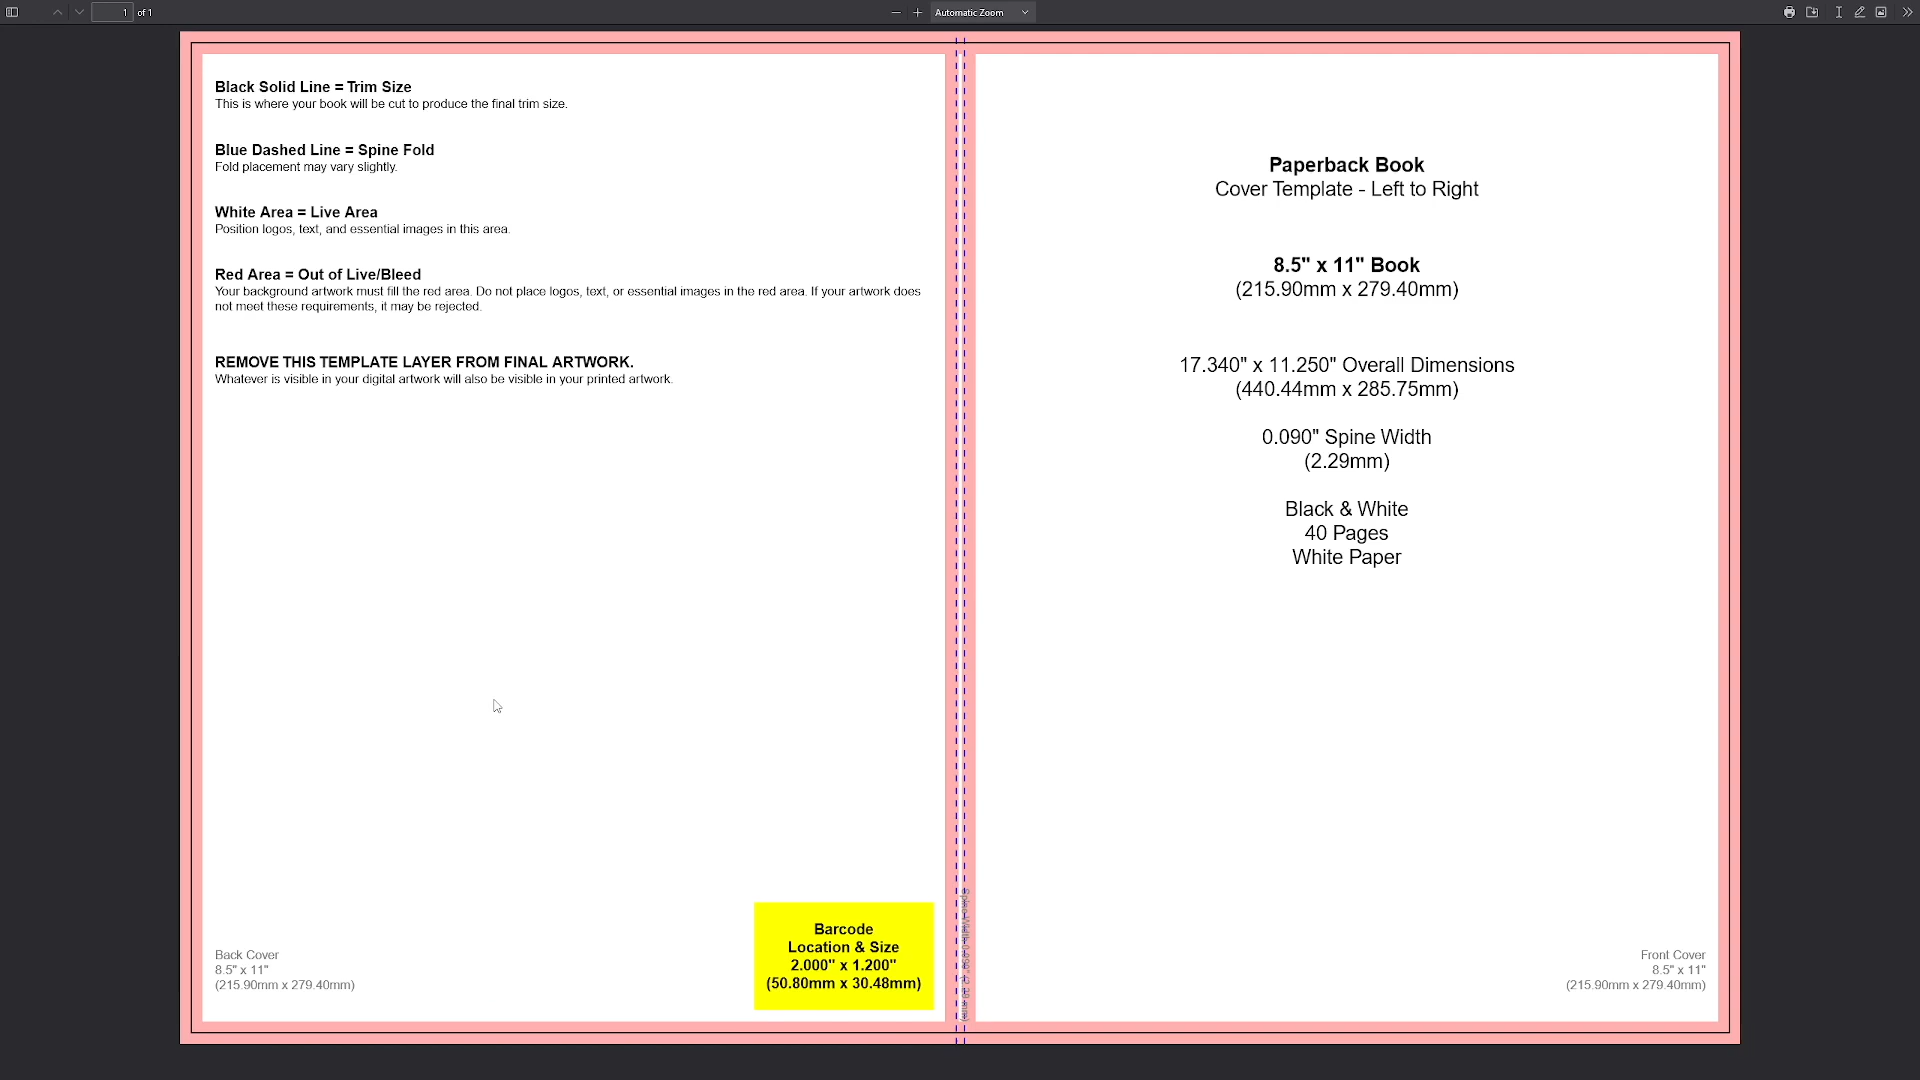 1 of 1
Automatic Zoom
Black Solid Line = Trim Size
This is where your book will be cut to produce the final trim size.
Blue Dashed Line = Spine Fold
Fold placement may vary slightly.
White Area = Live Area
Position logos, text, and essential images in this area.
Red Area = Out of Live/Bleed
Your background artwork must fill the red area. Do not place logos, text, or essential images in the red area. If your artwork does
not meet these requirements, it may be rejected.
REMOVE THIS TEMPLATE LAYER FROM FINAL ARTWORK.
Whatever is visible in your digital artwork will also be visible in your printed artwork.
Back Cover
8.5" x 11"
(215.90mm x 279.40mm)
Barcode
Location & Size
2.000" x 1.200"
(50.80mm x 30.48mm)
Spine Width 0.090" (2.29 mm)
Paperback Book
Cover Template - Left to Right
8.5" x 11" Book
(215.90mm x 279.40mm)
17.340" x 11.250" Overall Dimensions
(440.44mm x 285.75mm)
0.090" Spine Width
(2.29mm)
Black & White
40 Pages
White Paper
Front Cover
8.5" x 11"
(215.90mm x 279.40mm)